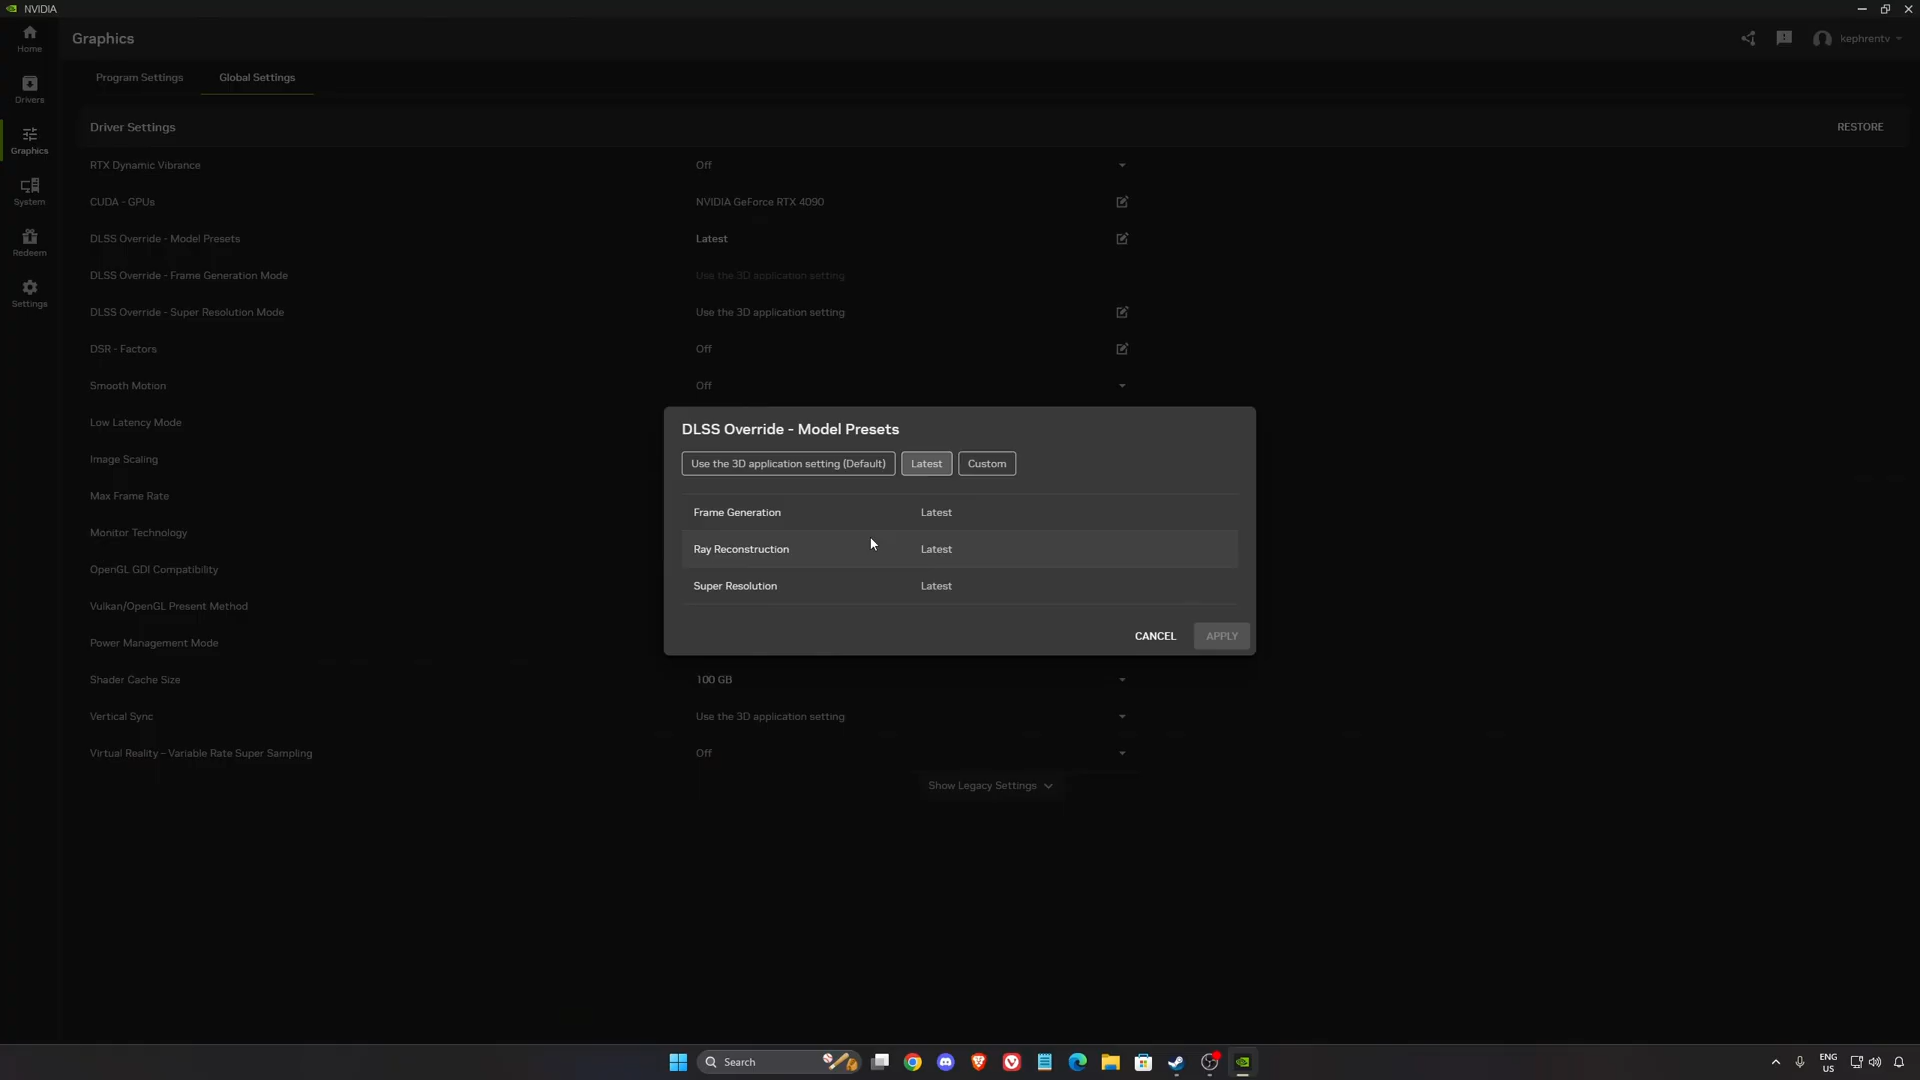 NVIDIA
Home
Graphics
kephrentv
Program Settings
Global Settings
Drivers
Driver Settings
RESTORE
Graphics
RTX Dynamic Vibrance
Off
CUDA - GPUs
NVIDIA GeForce RTX 4090
System
DLSS Override - Model Presets
Latest
Redeem
DLSS Override - Frame Generation Mode
Use the 3D application setting
Settings
DLSS Override - Super Resolution Mode
Use the 3D application setting
DSR - Factors
Off
Smooth Motion
Off
Low Latency Mode
Image Scaling
Max Frame Rate
Monitor Technology
OpenGL GDI Compatibility
Vulkan/OpenGL Present Method
Power Management Mode
DLSS Override - Model Presets
Use the 3D application setting (Default)
Latest
Custom
Frame Generation
Latest
Ray Reconstruction
Latest
Super Resolution
Latest
CANCEL
APPLY
Shader Cache Size
100 GB
Vertical Sync
Use the 3D application setting
Virtual Reality – Variable Rate Super Sampling
Off
Show Legacy Settings
Search
ENG
US